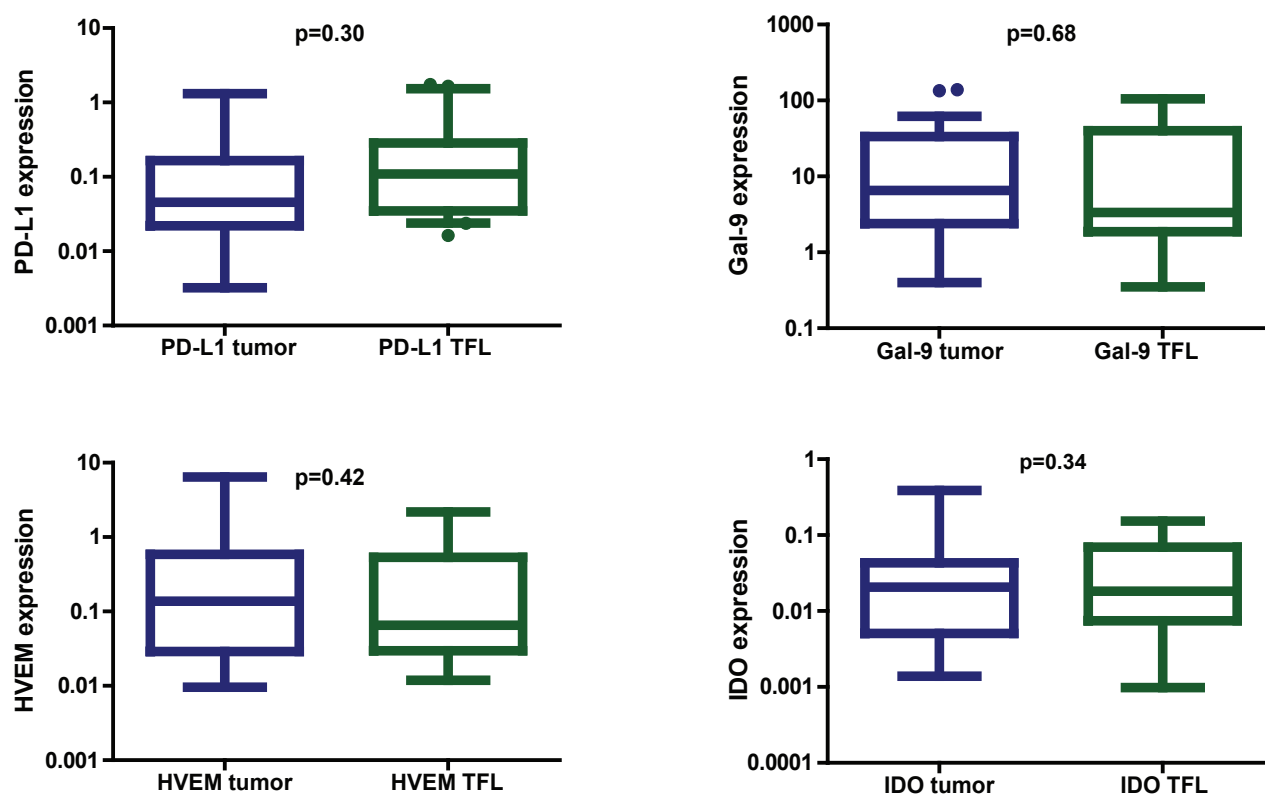 PD-L1 expression
10
1
0.1
0.01
0.001
p=0.30
PD-L1 tumor
PD-L1 TFL
Gal-9 expression
1000
100
10
1
0.1
p=0.68
Gal-9 tumor
Gal-9 TFL
HVEM expression
10
1
0.1
0.01
0.001
p=0.42
HVEM tumor
HVEM TFL
IDO expression
1
0.1
0.01
0.001
0.0001
p=0.34
IDO tumor
IDO TFL